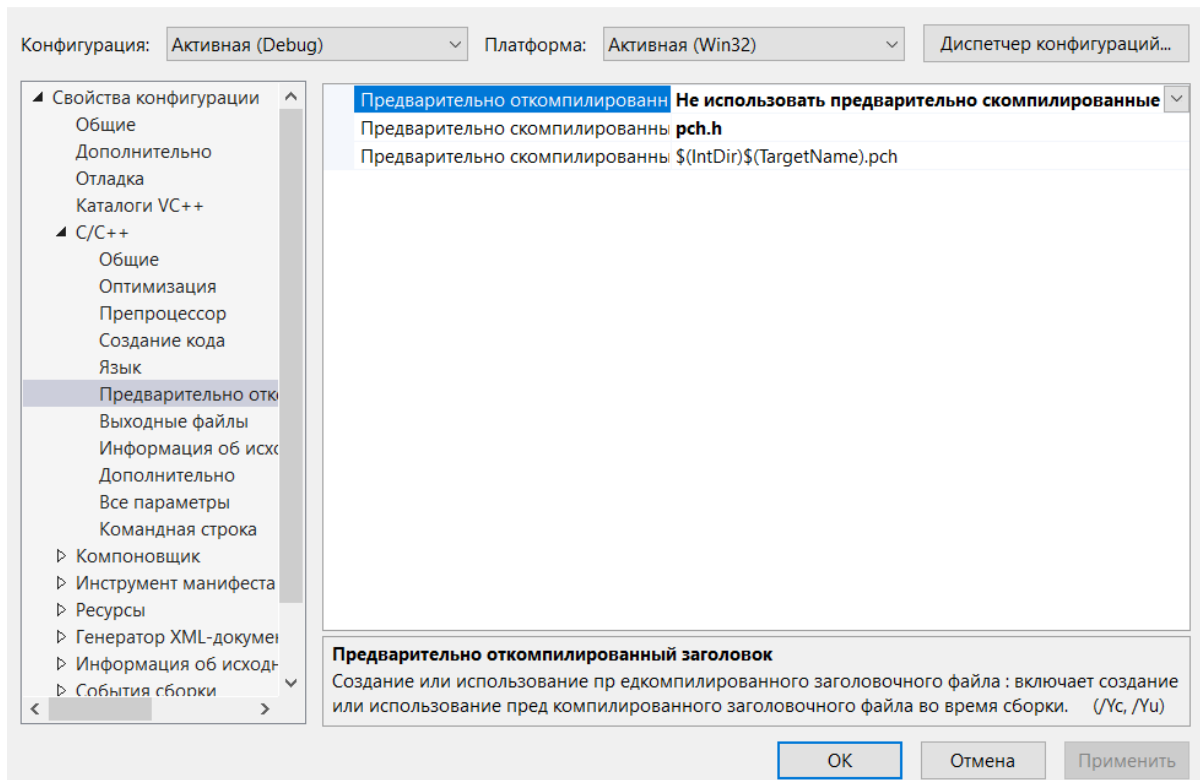 Конфигурация: Активная (Debug) Платформа: Активная (Win32) Диспетчер конфигураций...
Свойства конфигурации
Общие
Дополнительно
Отладка
Каталоги VC++
C/C++
Общие
Оптимизация
Препроцессор
Создание кода
Язык
Предварительно отко
Выходные файлы
Информация об исхо
Дополнительно
Все параметры
Командная строка
Компоновщик
Инструмент манифеста
Ресурсы
Генератор XML-докумен
Информация об исходн
События сборки
Предварительно откомпилированн Не использовать предварительно скомпилированные
Предварительно скомпилированны pch.h
Предварительно скомпилированны $(IntDir)$(TargetName).pch
Предварительно откомпилированный заголовок
Создание или использование пр едкомпилированного заголовочного файла : включает создание
или использование пред компилированного заголовочного файла во время сборки. (/Yc, /Yu)
ОК Отмена Применить